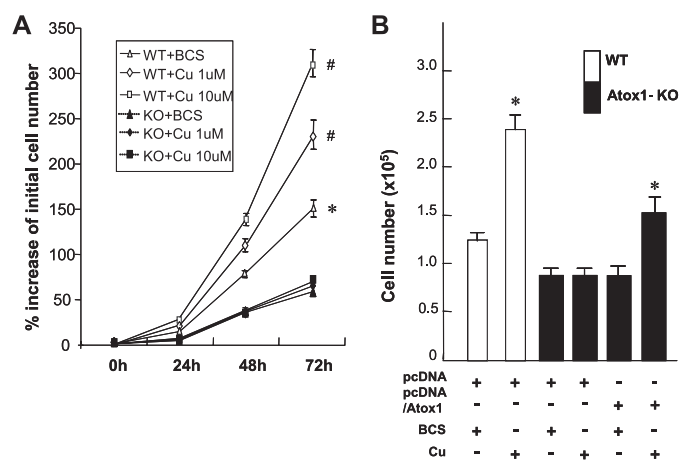 A
350
300
250
200
150
100
50
0
% increase of initial cell number
WT+BCS
WT+Cu 1uM
WT+Cu 10uM
KO+BCS
KO+Cu 1uM
KO+Cu 10uM
#
#
*
0h 24h 48h 72h
B
3.0
2.5
2.0
1.5
1.0
0.5
0
Cell number (x10⁵)
WT
Atox1- KO
*
*
pcDNA + + + + - -
pcDNA
/Atox1 - - - - + +
BCS + - + - + -
Cu - + - + - +